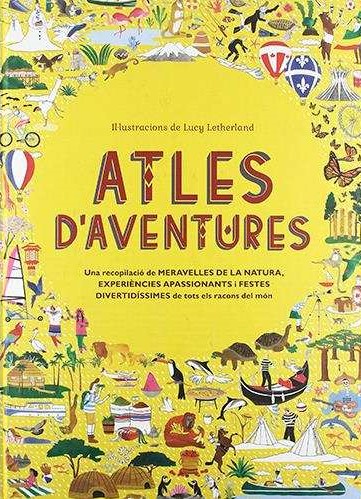 Il·lustracions de Lucy Letherland
ATLES
D'AVENTURES
Una recopilació de MERAVELLES DE LA NATURA,
EXPERIÈNCIES APASSIONANTS i FESTES
DIVERTIDÍSSIMES de tots els racons del món